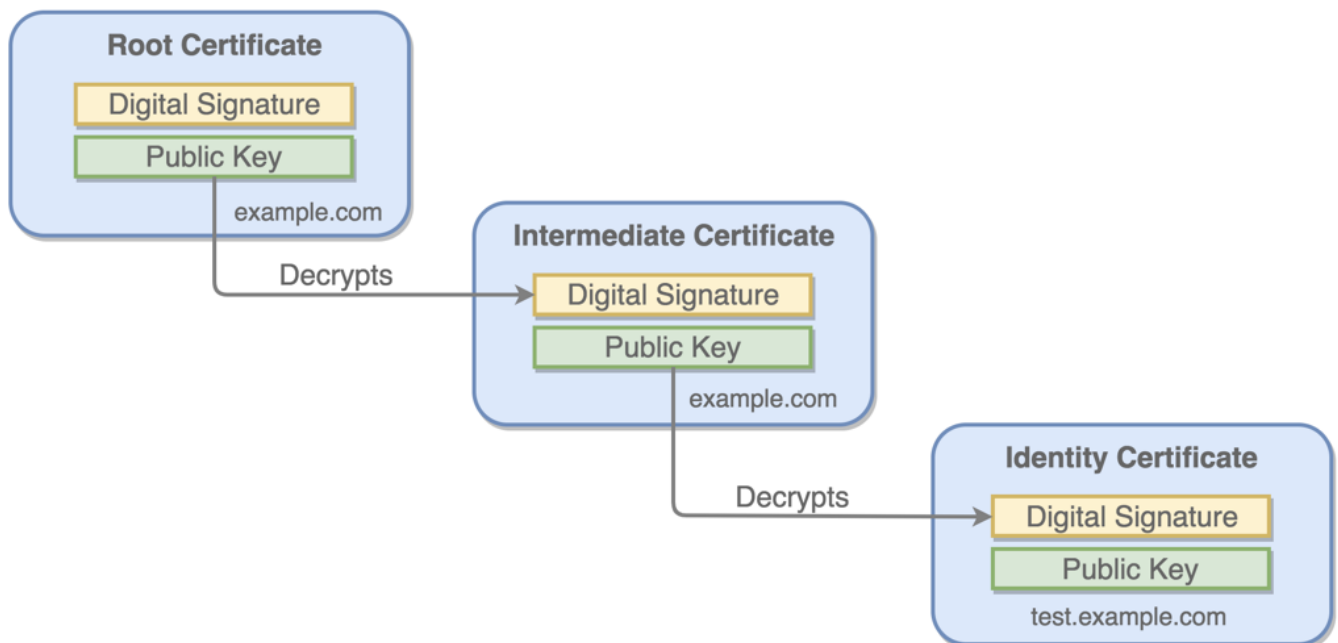 Root Certificate
Digital Signature
Public Key
example.com
Decrypts
Intermediate Certificate
Digital Signature
Public Key
example.com
Decrypts
Identity Certificate
Digital Signature
Public Key
test.example.com